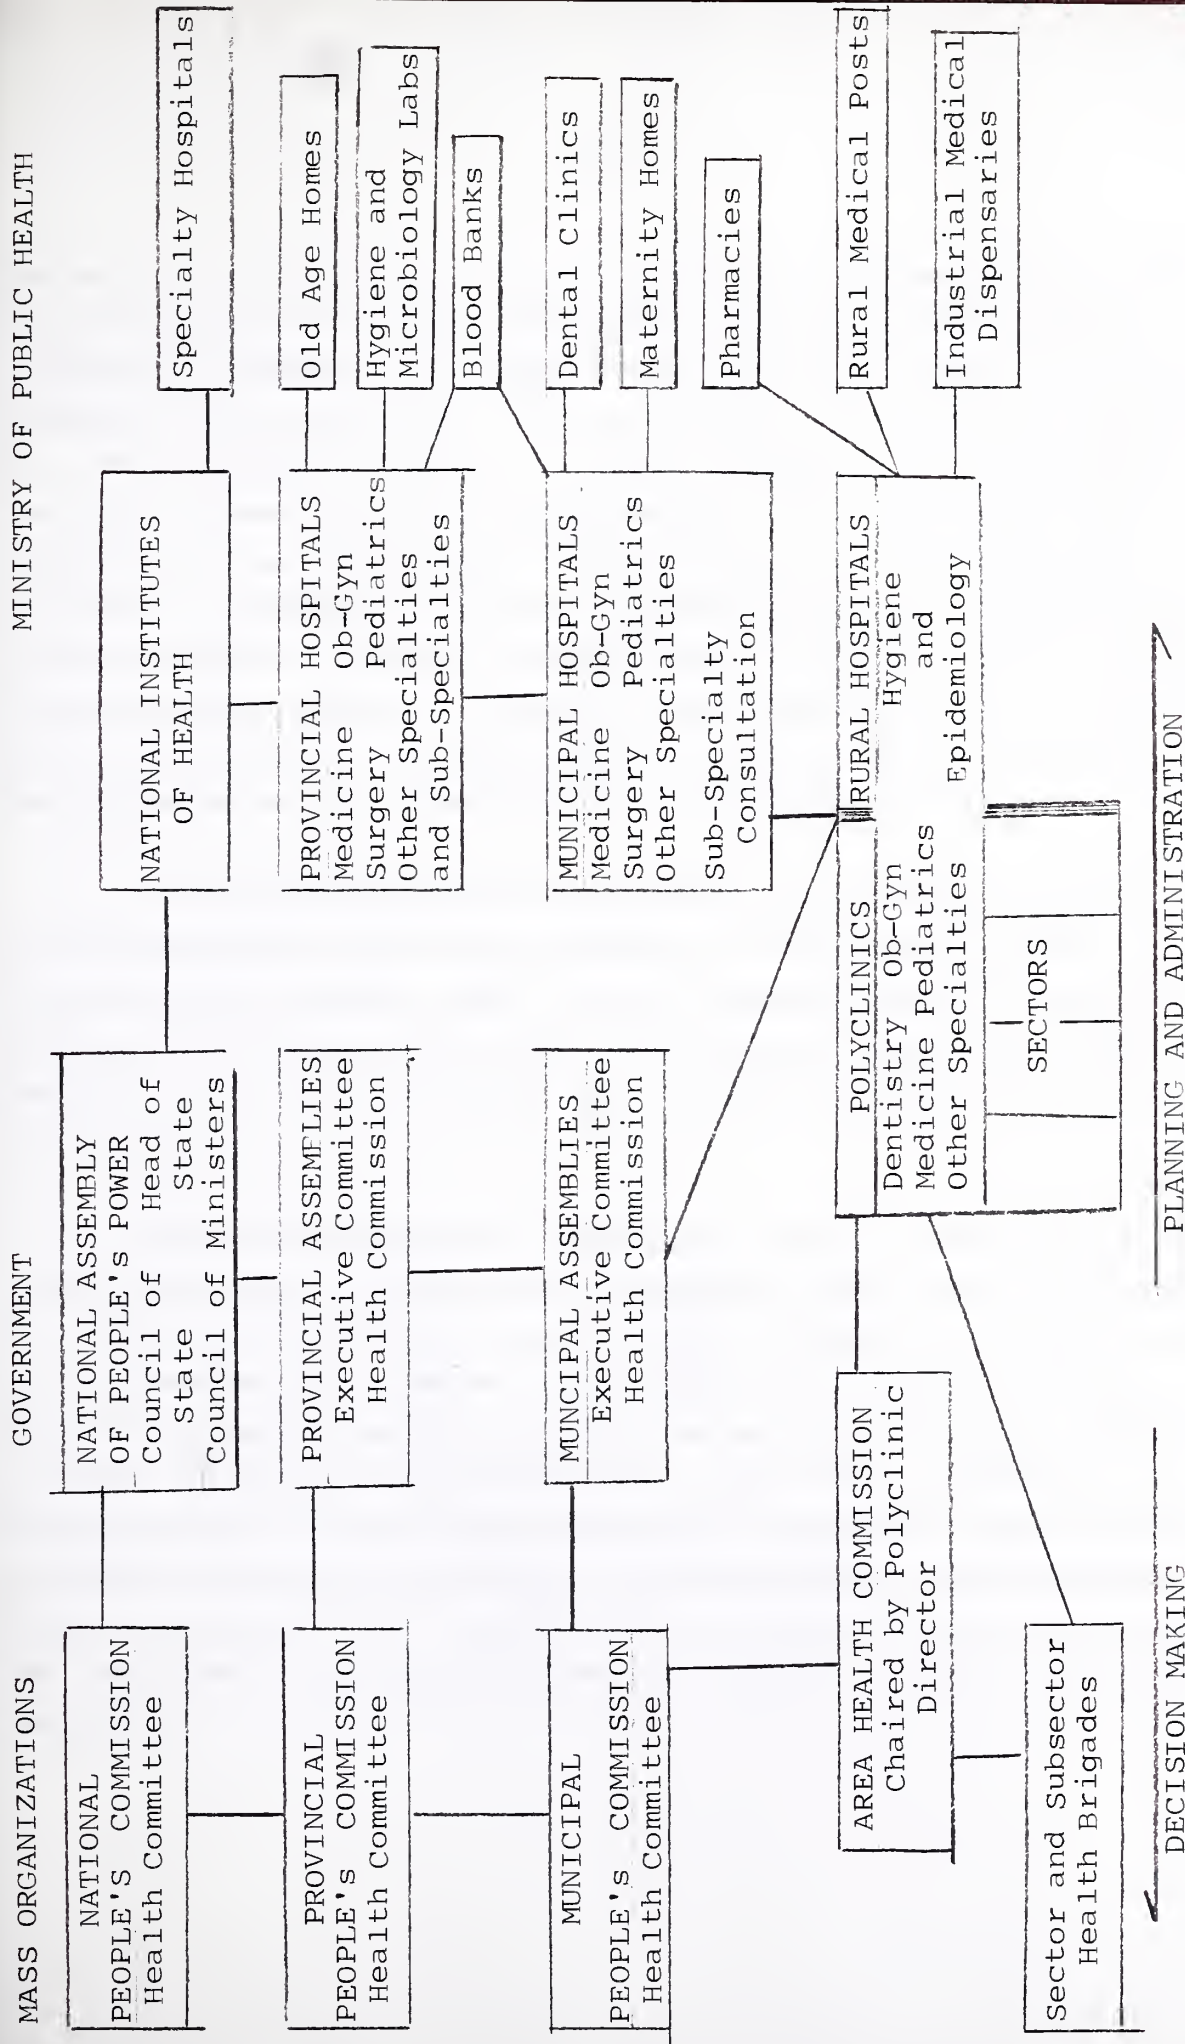 MASS ORGANIZATIONS
GOVERNMENT
MINISTRY OF PUBLIC HEALTH
NATIONAL
PEOPLE'S COMMISSION
Health Committee
NATIONAL ASSEMBLY
OF PEOPLE's POWER
Council of Head of
State State
Council of Ministers
NATIONAL INSTITUTES
OF HEALTH
Specialty Hospitals
PROVINCIAL
PEOPLE'S COMMISSION
Health Committee
PROVINCIAL ASSEMFLIES
Executive Committee
Health Commission
PROVINCIAL HOSPITALS
Medicine Ob-Gyn
Surgery Pediatrics
Other Specialties
and Sub-Specialties
Old Age Homes
Hygiene and
Microbiology Labs
Blood Banks
MUNICIPAL
PEOPLE's COMMISSION
Health Committee
MUNCIPAL ASSEMBLIES
Executive Committee
Health Commission
MUNICIPAL HOSPITALS
Medicine Ob-Gyn
Surgery Pediatrics
Other Specialties
Sub-Specialty
Consultation
Dental Clinics
Maternity Homes
Pharmacies
AREA HEALTH COMMISSION
Chaired by Polyclinic
Director
POLYCLINICS
Dentistry Ob-Gyn
Medicine Pediatrics
Other Specialties
RURAL HOSPITALS
Hygiene
and
Epidemiology
Rural Medical Posts
Industrial Medical
Dispensaries
SECTORS
Sector and Subsector
Health Brigades
DECISION MAKING
PLANNING AND ADMINISTRATION